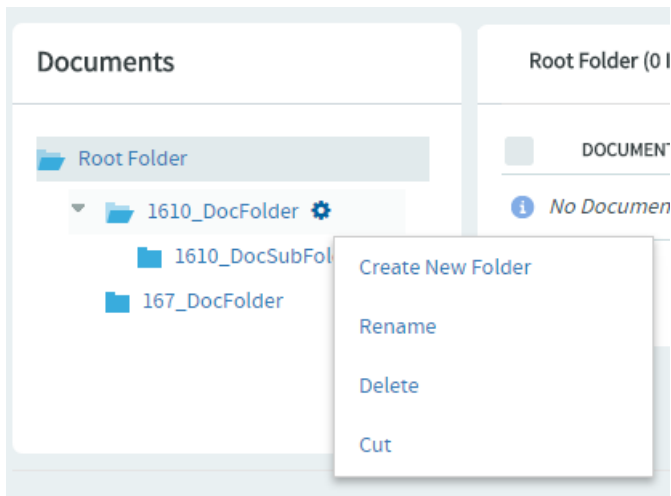 Documents
Root Folder
1610_DocFolder
1610_DocSubFol
167_DocFolder
Create New Folder
Rename
Delete
Cut
Root Folder (0
DOCUMENT
No Documen